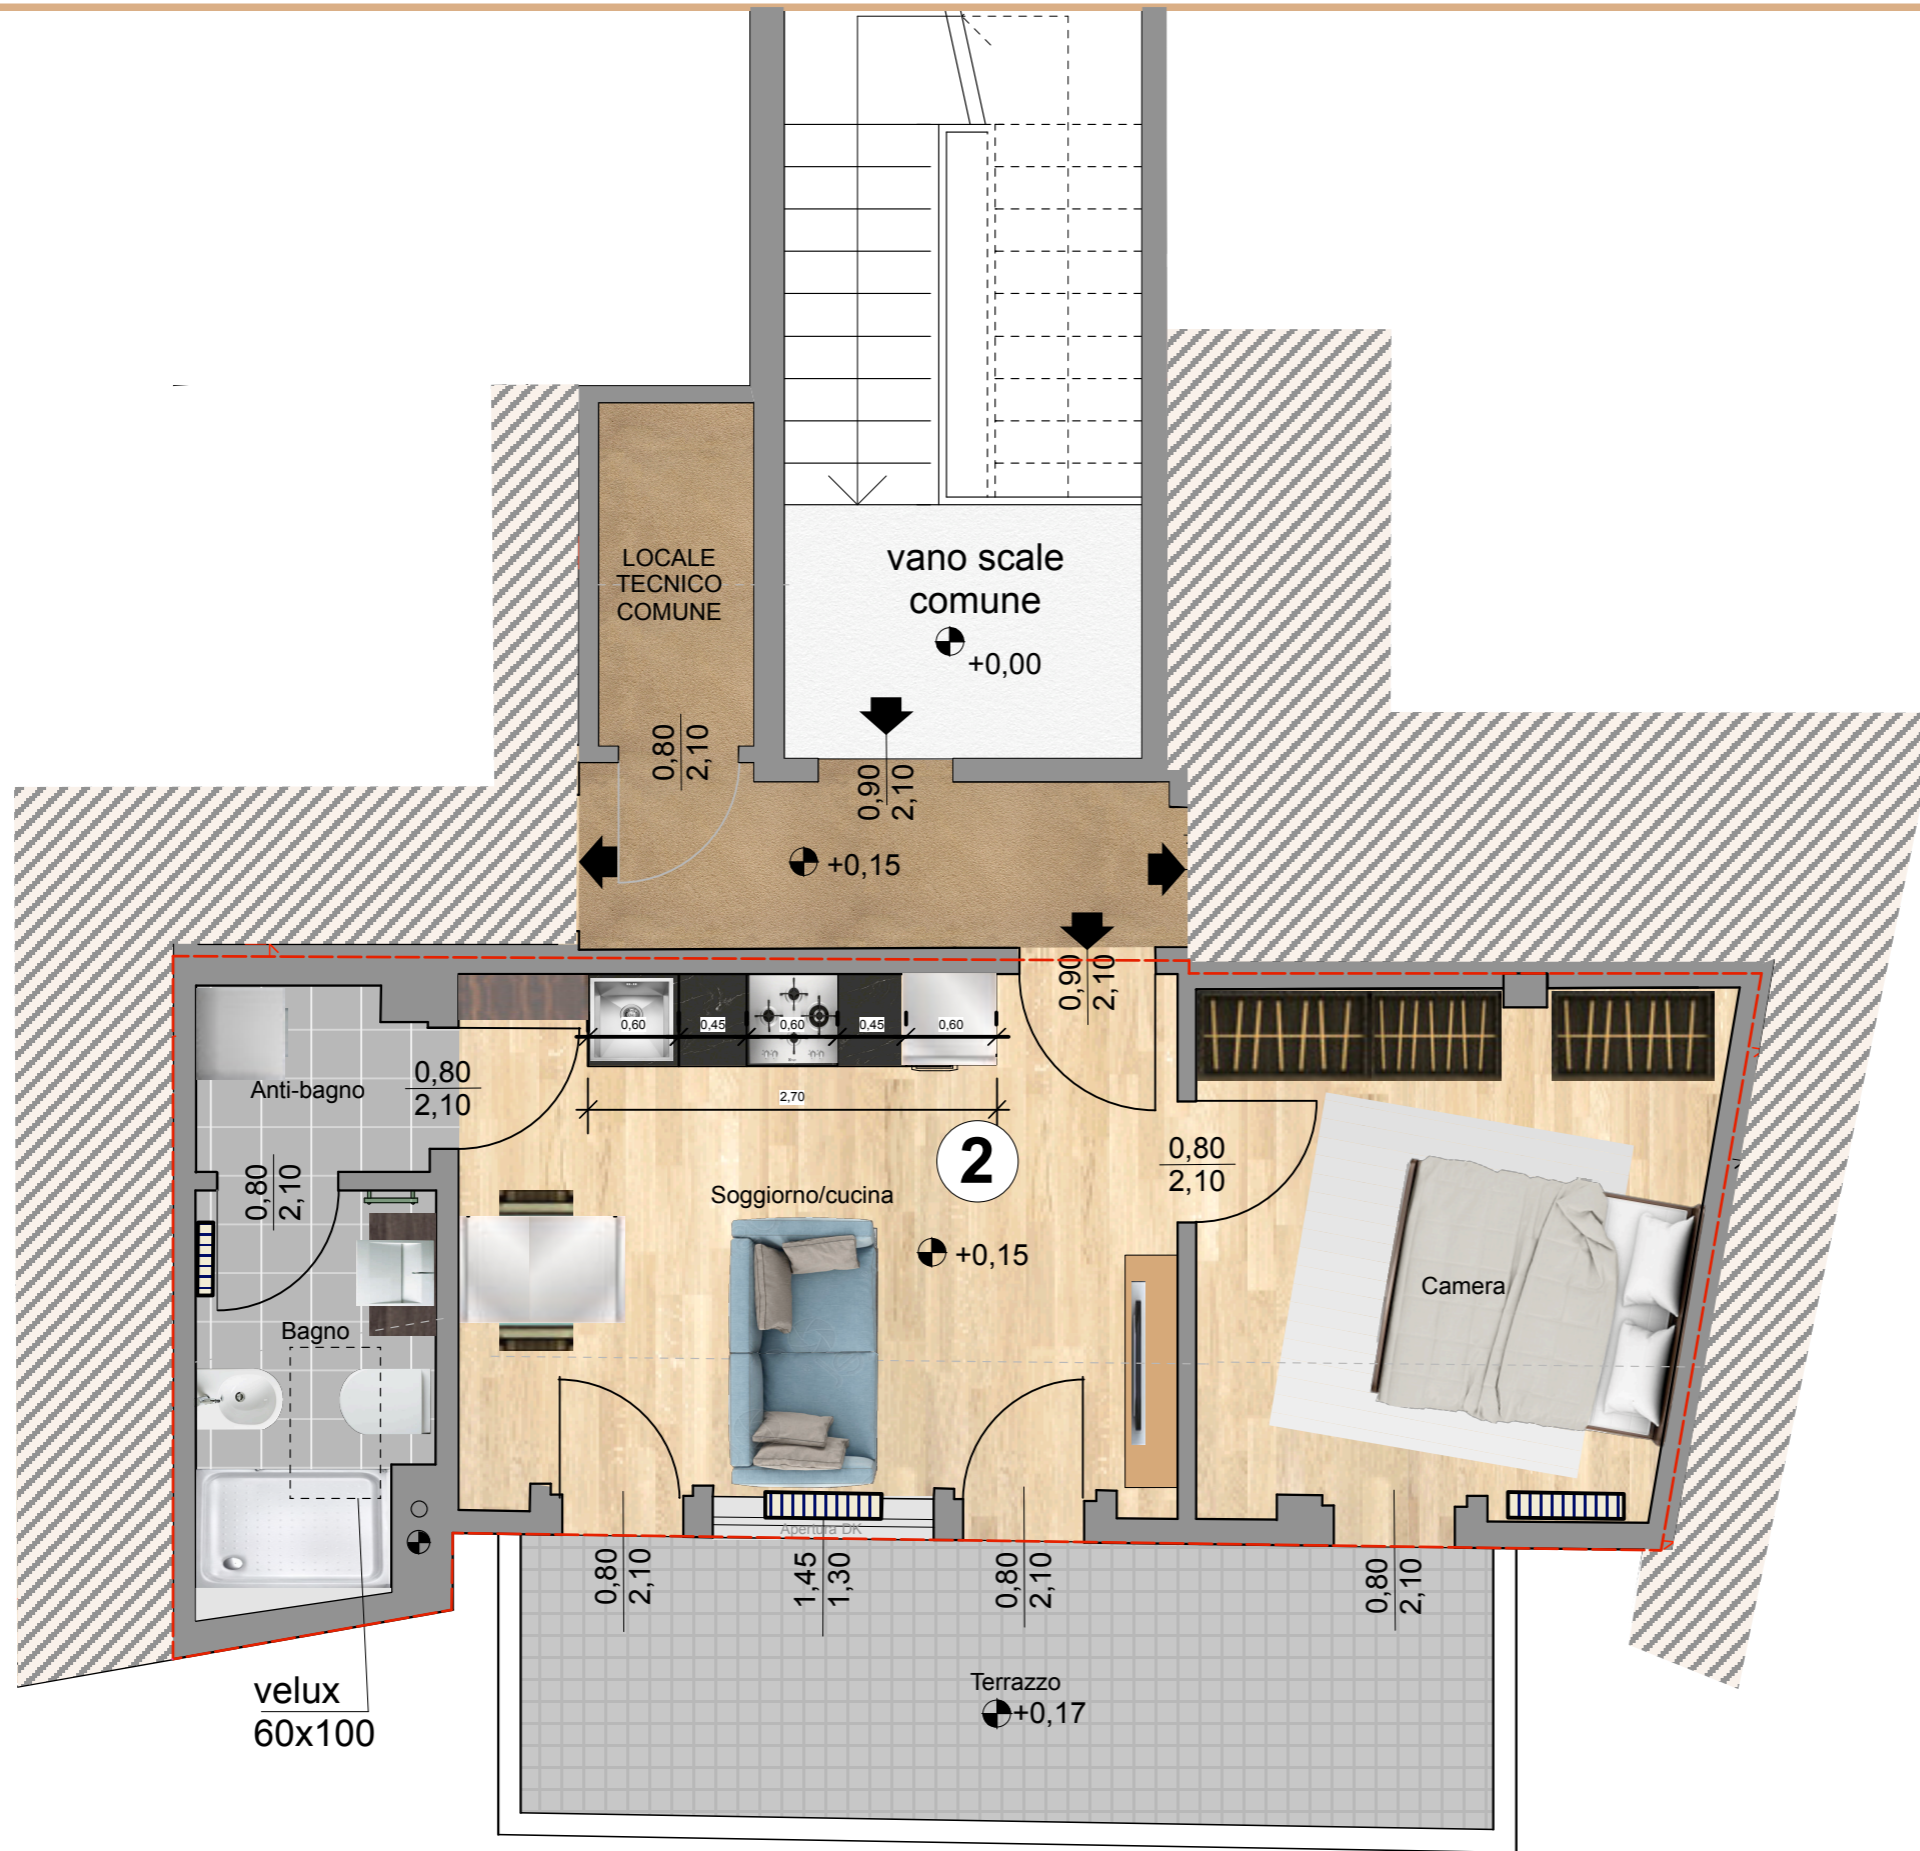 LOCALE
TECNICO
COMUNE
vano scale
comune
+0,00
0,80
2,10
0,90
2,10
+0,15
0,90
2,10
0,60
0,45
0,60
0,45
0,60
2,70
Anti-bagno
0,80
2,10
2
0,80
2,10
0,80
2,10
Soggiorno/cucina
+0,15
Camera
Bagno
Apertura DK
0,80
2,10
1,45
1,30
0,80
2,10
0,80
2,10
velux
60x100
Terrazzo
+0,17